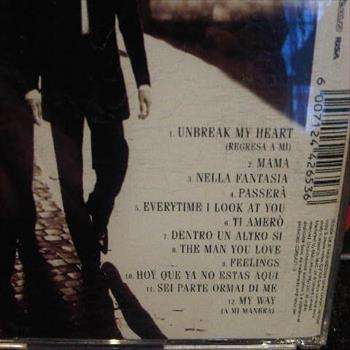 1. UNBREAK MY HEART
(REGRESA A MI)
2. MAMA
3. NELLA FANTASIA
4. PASSERÀ
5. EVERYTIME I LOOK AT YOU
6. TI AMERÒ
7. DENTRO UN ALTRO SI
8. THE MAN YOU LOVE
9. FEELINGS
10. HOY QUE YA NO ESTAS AQUI
11. SEI PARTE ORMAI DI ME
12. MY WAY
(A MI MANERA)
6 007124 426536
RiSA